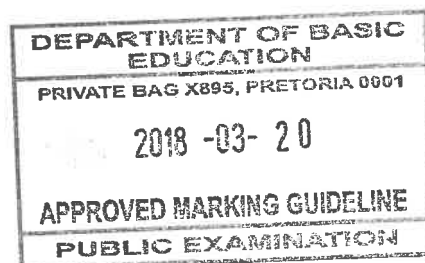 DEPARTMENT OF BASIC
EDUCATION
PRIVATE BAG X895, PRETORIA 0001
2018 -03- 20
APPROVED MARKING GUIDELINE
PUBLIC EXAMINATION